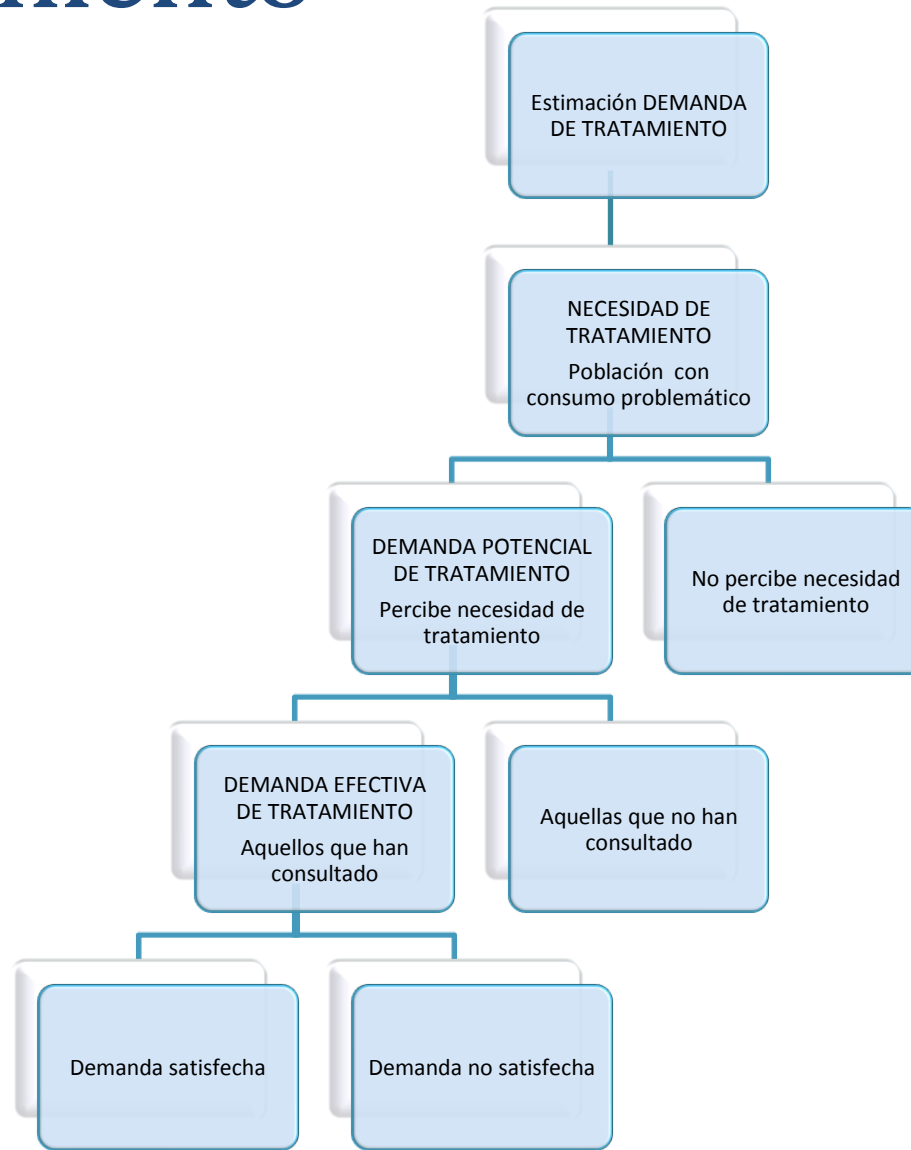 Estimación DEMANDA
DE TRATAMIENTO
NECESIDAD DE
TRATAMIENTO
Población con
consumo problemático
DEMANDA POTENCIAL
DE TRATAMIENTO
Percibe necesidad de
tratamiento
No percibe necesidad
de tratamiento
DEMANDA EFECTIVA
DE TRATAMIENTO
Aquellos que han
consultado
Aquellas que no han
consultado
Demanda satisfecha
Demanda no satisfecha